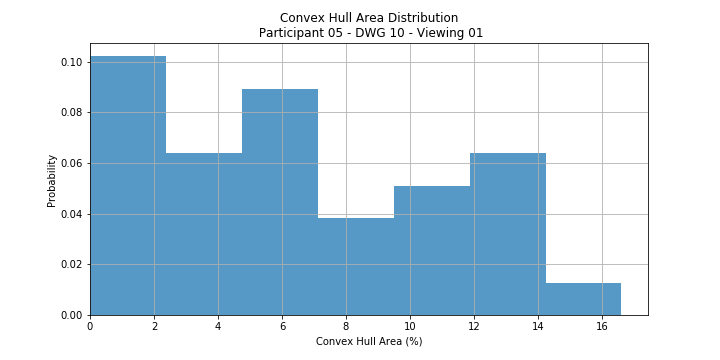 Convex Hull Area Distribution
Participant 05 - DWG 10 - Viewing 01
0.10
0.08
0.06
0.04
0.02
0.00
Probability
0 2 4 6 8 10 12 14 16
Convex Hull Area (%)